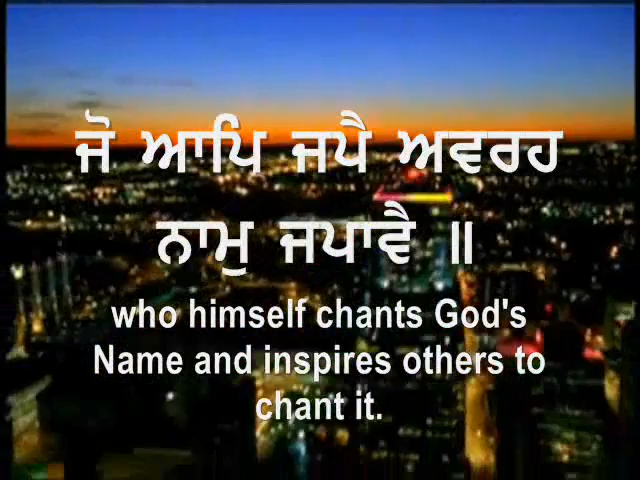 ਜੋ ਆਪਿ ਜਪੈ ਅਵਰਹ
ਨਾਮੁ ਜਪਾਵੈ ॥
who himself chants God's
Name and inspires others to
chant it.